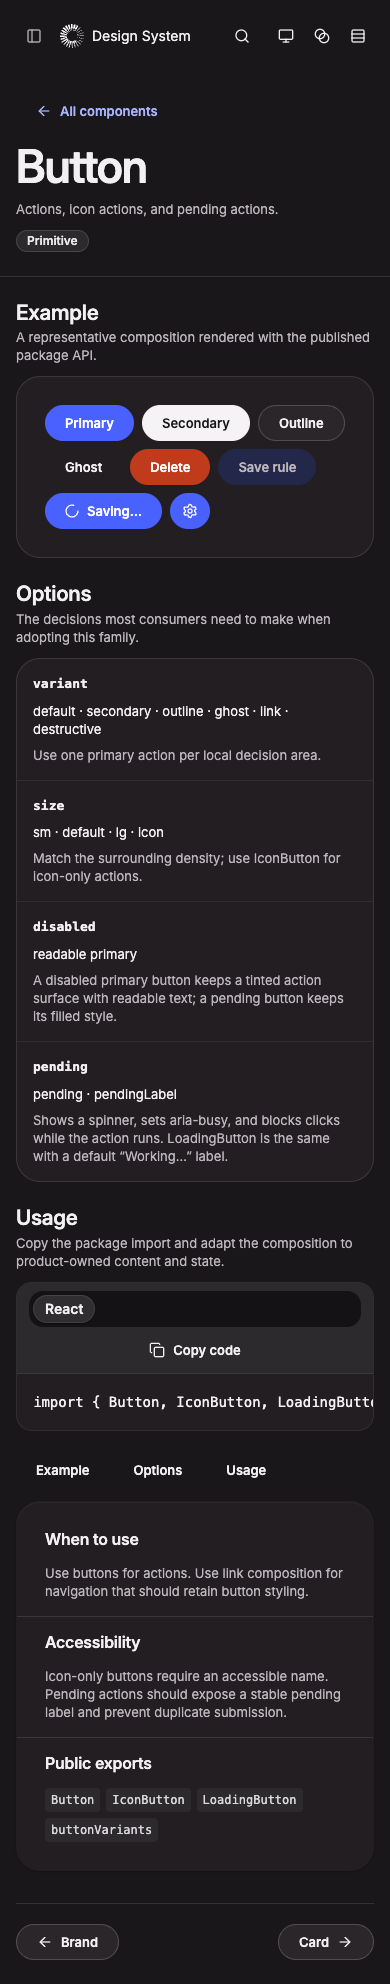 Design System
All components
Button
Actions, icon actions, and pending actions.
Primitive
Example
A representative composition rendered with the published
package API.
Primary
Secondary
Outline
Ghost
Delete
Save rule
Saving...
Options
The decisions most consumers need to make when
adopting this family.
variant
default · secondary · outline · ghost · link ·
destructive
Use one primary action per local decision area.
size
sm · default · lg · icon
Match the surrounding density; use IconButton for
icon-only actions.
disabled
readable primary
A disabled primary button keeps a tinted action
surface with readable text; a pending button keeps
its filled style.
pending
pending · pendingLabel
Shows a spinner, sets aria-busy, and blocks clicks
while the action runs. LoadingButton is the same
with a default “Working…” label.
Usage
Copy the package import and adapt the composition to
product-owned content and state.
React
Copy code
import { Button, IconButton, LoadingButto
Example
Options
Usage
When to use
Use buttons for actions. Use link composition for
navigation that should retain button styling.
Accessibility
Icon-only buttons require an accessible name.
Pending actions should expose a stable pending
label and prevent duplicate submission.
Public exports
Button
IconButton
LoadingButton
buttonVariants
Brand
Card